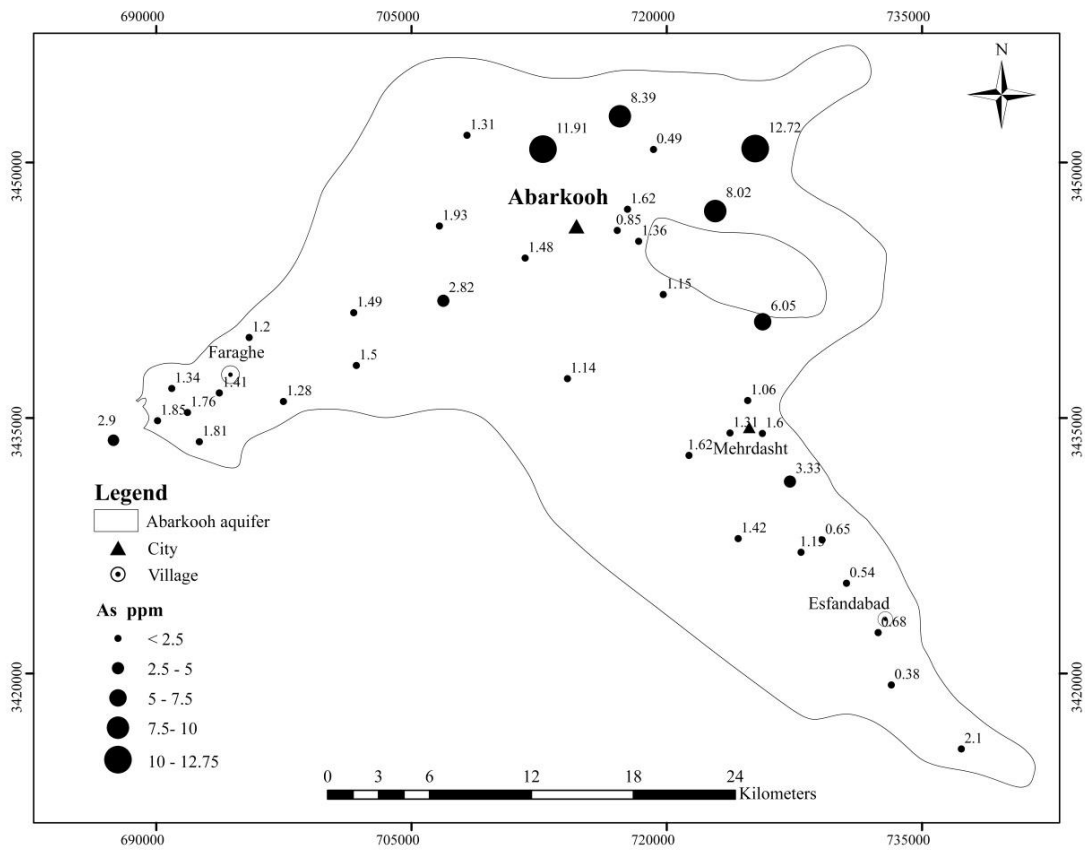 690000 705000 720000 735000
N
8.39
1.31 11.91 0.49 12.72
3450000 3450000
Abarkooh 1.62 8.02
1.93 0.85 1.36
1.48
1.15
2.82 6.05
1.49
1.2
Faraghe 1.5
1.34 1.41 1.28 1.14
1.85 1.76 1.06
3435000 3435000
2.9 1.81 1.31 1.6
1.62 Mehrdasht
3.33
Legend
Abarkooh aquifer
City
Village
1.42 1.15 0.65
0.54
Esfandabad
0.68
0.38
2.1
As ppm
< 2.5
2.5 - 5
5 - 7.5
7.5- 10
10 - 12.75
3420000 3420000
0 3 6 12 18 24
Kilometers
690000 705000 720000 735000